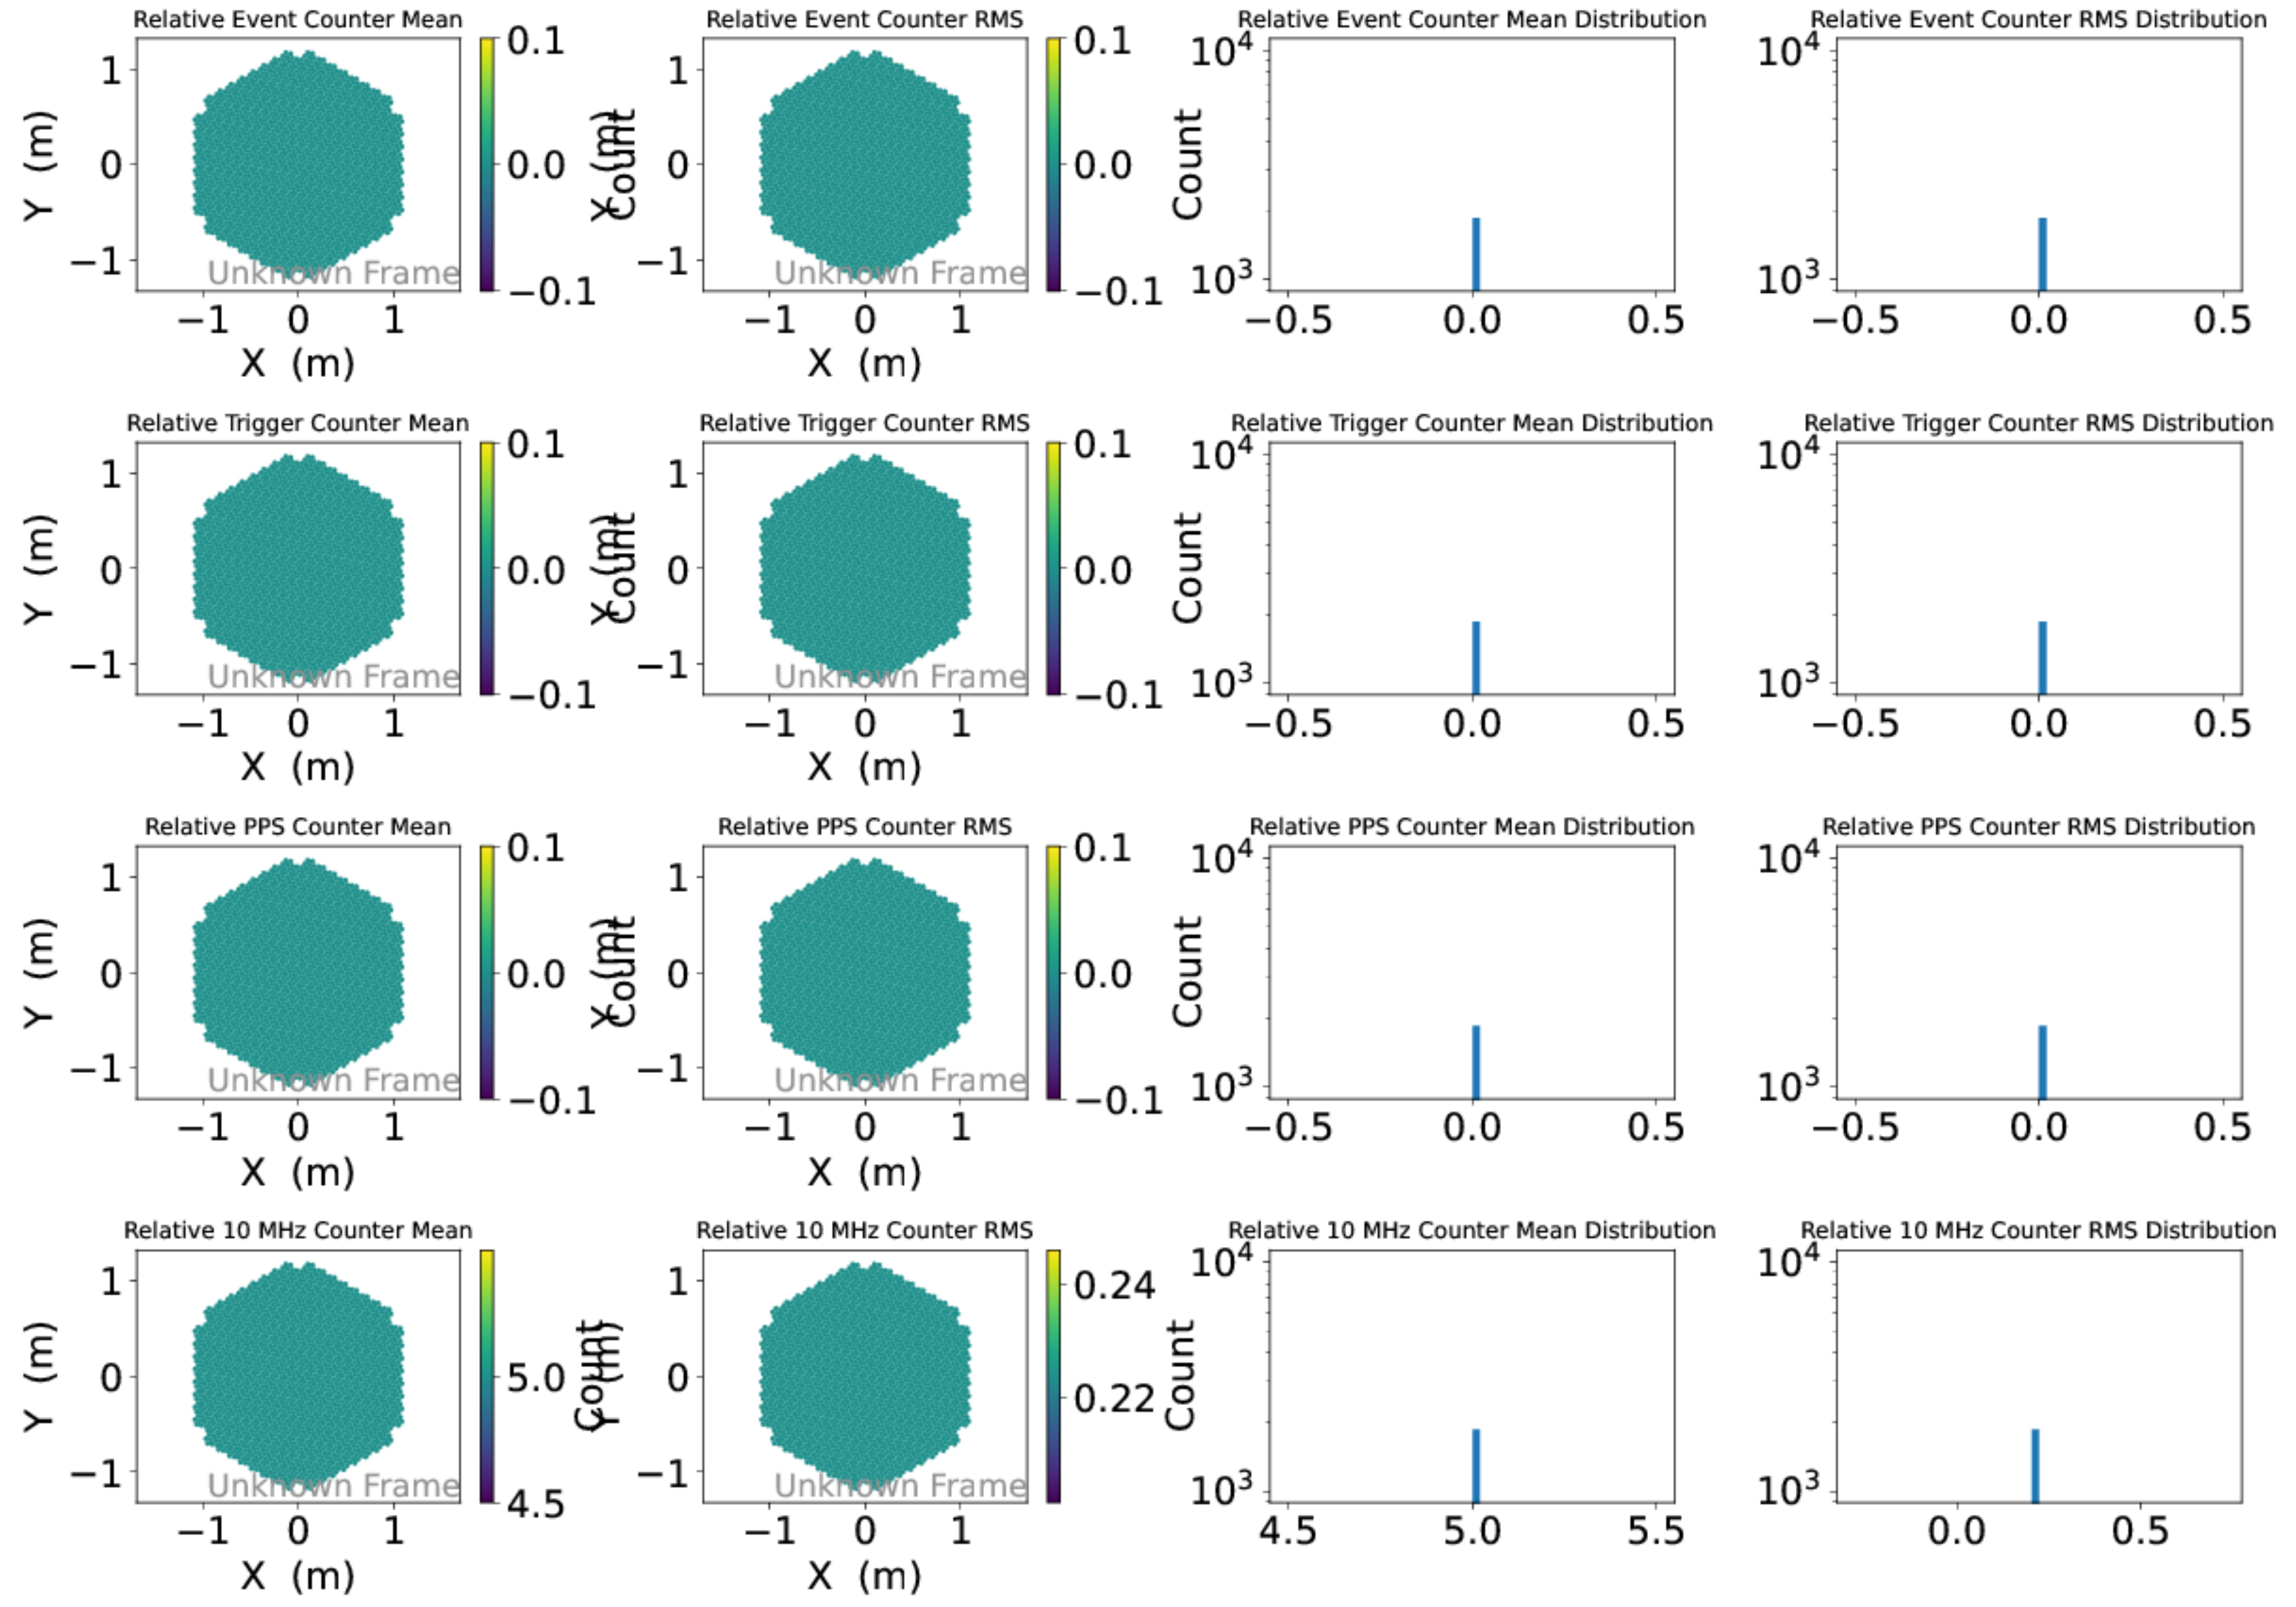 Relative Event Counter Mean
Relative Event Counter RMS
Relative Event Counter Mean Distribution
Relative Event Counter RMS Distribution
Y (m)
1
0
−1
Unknown Frame
−1 0 1
X (m)
0.1
0.0
−0.1
Y (m)
Count
1
0
−1
Unknown Frame
−1 0 1
X (m)
0.1
0.0
−0.1
Count
10⁴
10³
−0.5 0.0 0.5
10⁴
10³
−0.5 0.0 0.5
Relative Trigger Counter Mean
Relative Trigger Counter RMS
Relative Trigger Counter Mean Distribution
Relative Trigger Counter RMS Distribution
Y (m)
1
0
−1
Unknown Frame
−1 0 1
X (m)
0.1
0.0
−0.1
Y (m)
Count
1
0
−1
Unknown Frame
−1 0 1
X (m)
0.1
0.0
−0.1
Count
10⁴
10³
−0.5 0.0 0.5
10⁴
10³
−0.5 0.0 0.5
Relative PPS Counter Mean
Relative PPS Counter RMS
Relative PPS Counter Mean Distribution
Relative PPS Counter RMS Distribution
Y (m)
1
0
−1
Unknown Frame
−1 0 1
X (m)
0.1
0.0
−0.1
Y (m)
Count
1
0
−1
Unknown Frame
−1 0 1
X (m)
0.1
0.0
−0.1
Count
10⁴
10³
−0.5 0.0 0.5
10⁴
10³
−0.5 0.0 0.5
Relative 10 MHz Counter Mean
Relative 10 MHz Counter RMS
Relative 10 MHz Counter Mean Distribution
Relative 10 MHz Counter RMS Distribution
Y (m)
1
0
−1
Unknown Frame
−1 0 1
X (m)
5.0
4.5
Count
Y (m)
1
0
−1
Unknown Frame
−1 0 1
X (m)
0.24
0.22
Count
10⁴
10³
4.5 5.0 5.5
10⁴
10³
0.0 0.5